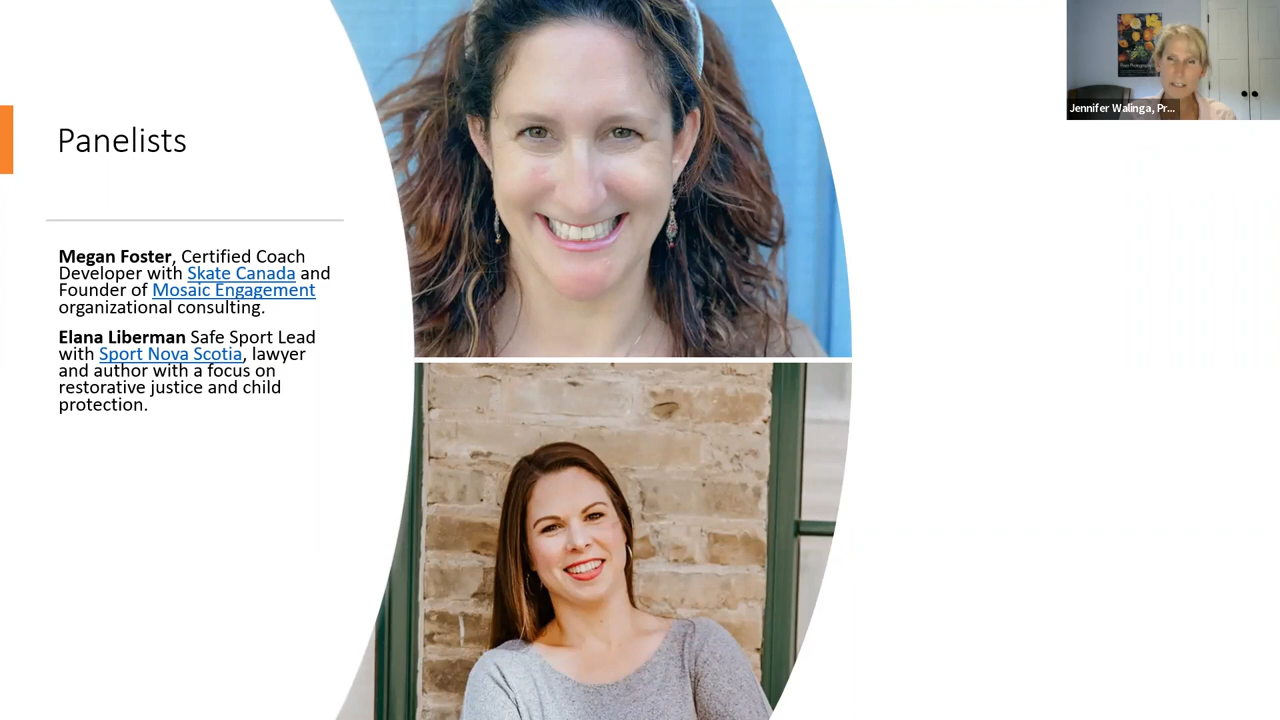 Panelists
Megan Foster, Certified Coach
Developer with Skate Canada and
Founder of Mosaic Engagement
organizational consulting.
Elana Liberman Safe Sport Lead
with Sport Nova Scotia, lawyer
and author with a focus on
restorative justice and child
protection.
Jennifer Walinga, Pr...